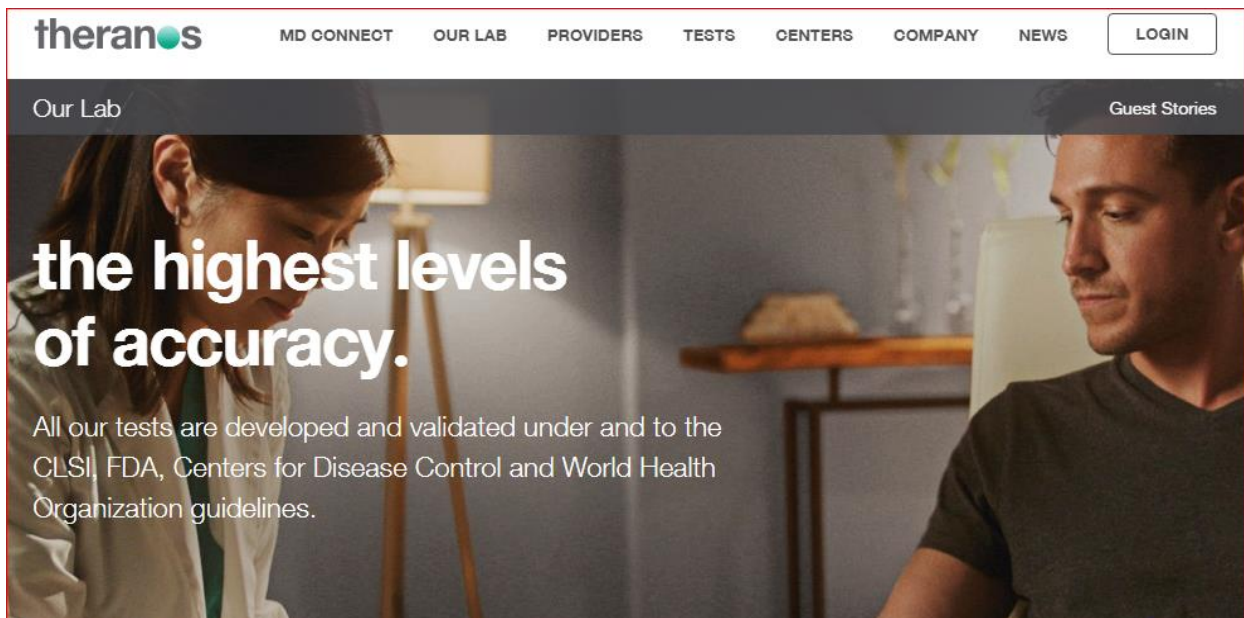 theranos MD CONNECT OUR LAB PROVIDERS TESTS CENTERS COMPANY NEWS LOGIN
Our Lab Guest Stories
the highest levels
of accuracy.
All our tests are developed and validated under and to the
CLSI, FDA, Centers for Disease Control and World Health
Organization guidelines.